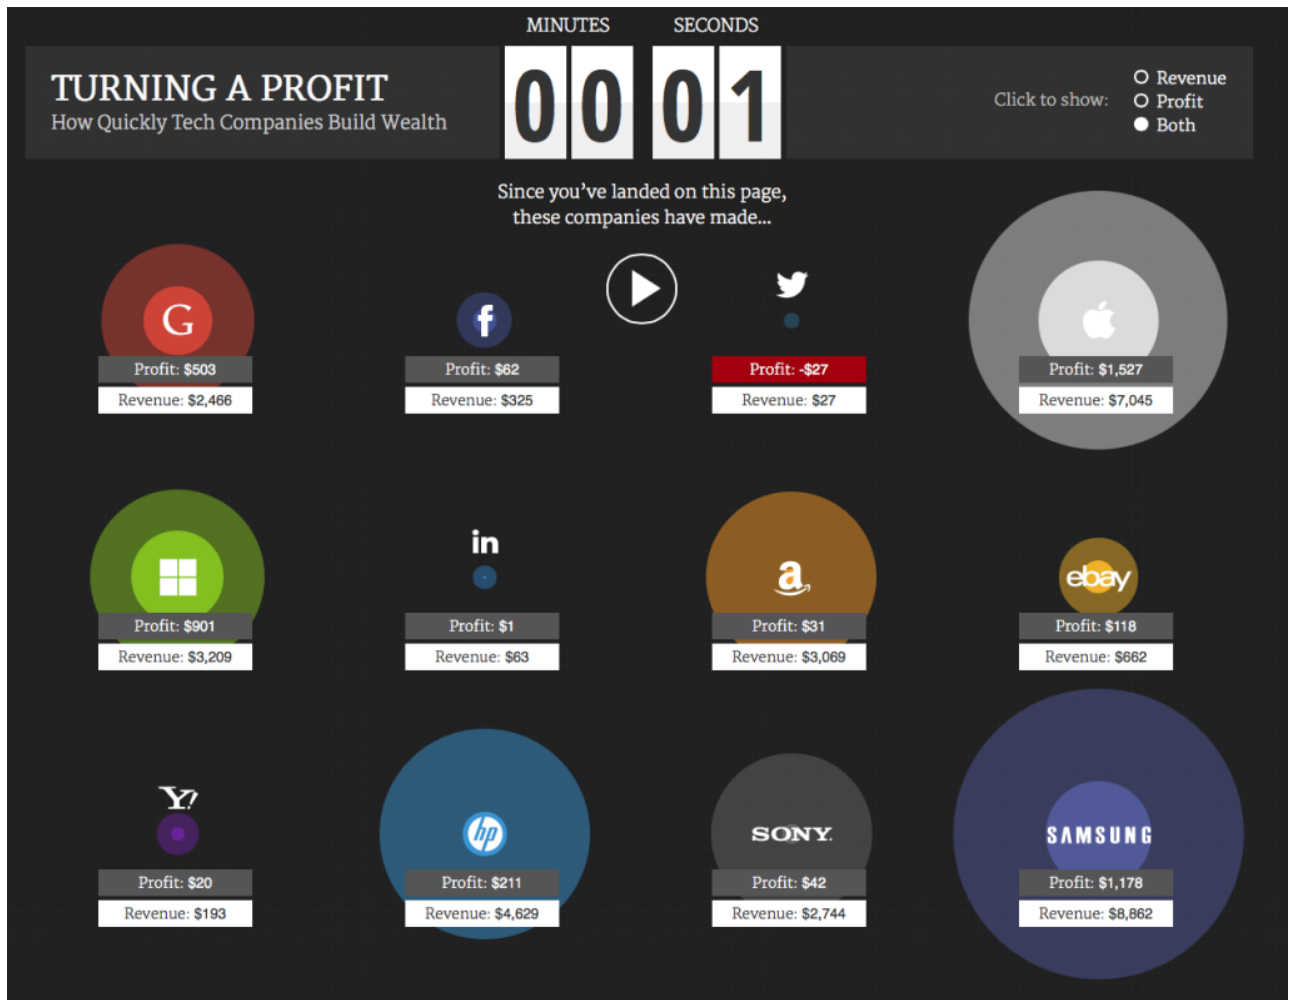 MINUTES SECONDS
TURNING A PROFIT
How Quickly Tech Companies Build Wealth
00 01
Click to show:
Revenue
Profit
Both
Since you've landed on this page,
these companies have made...
G
f
Profit: $503
Revenue: $2,466
Profit: $62
Revenue: $325
Profit: -$27
Revenue: $27
Profit: $1,527
Revenue: $7,045
in
a
ebay
Profit: $901
Revenue: $3,209
Profit: $1
Revenue: $63
Profit: $31
Revenue: $3,069
Profit: $118
Revenue: $662
Y!
hp
SONY
SAMSUNG
Profit: $20
Revenue: $193
Profit: $211
Revenue: $4,629
Profit: $42
Revenue: $2,744
Profit: $1,178
Revenue: $8,862